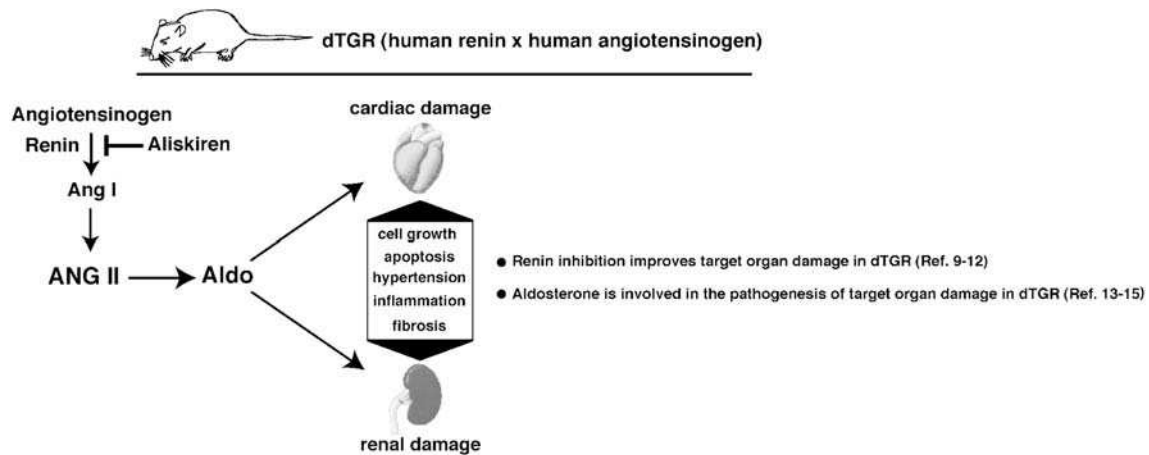 dTGR (human renin x human angiotensinogen)
Angiotensinogen
Renin
Aliskiren
Ang I
ANG II
Aldo
cardiac damage
cell growth
apoptosis
hypertension
inflammation
fibrosis
renal damage
● Renin inhibition improves target organ damage in dTGR (Ref. 9-12)
● Aldosterone is involved in the pathogenesis of target organ damage in dTGR (Ref. 13-15)